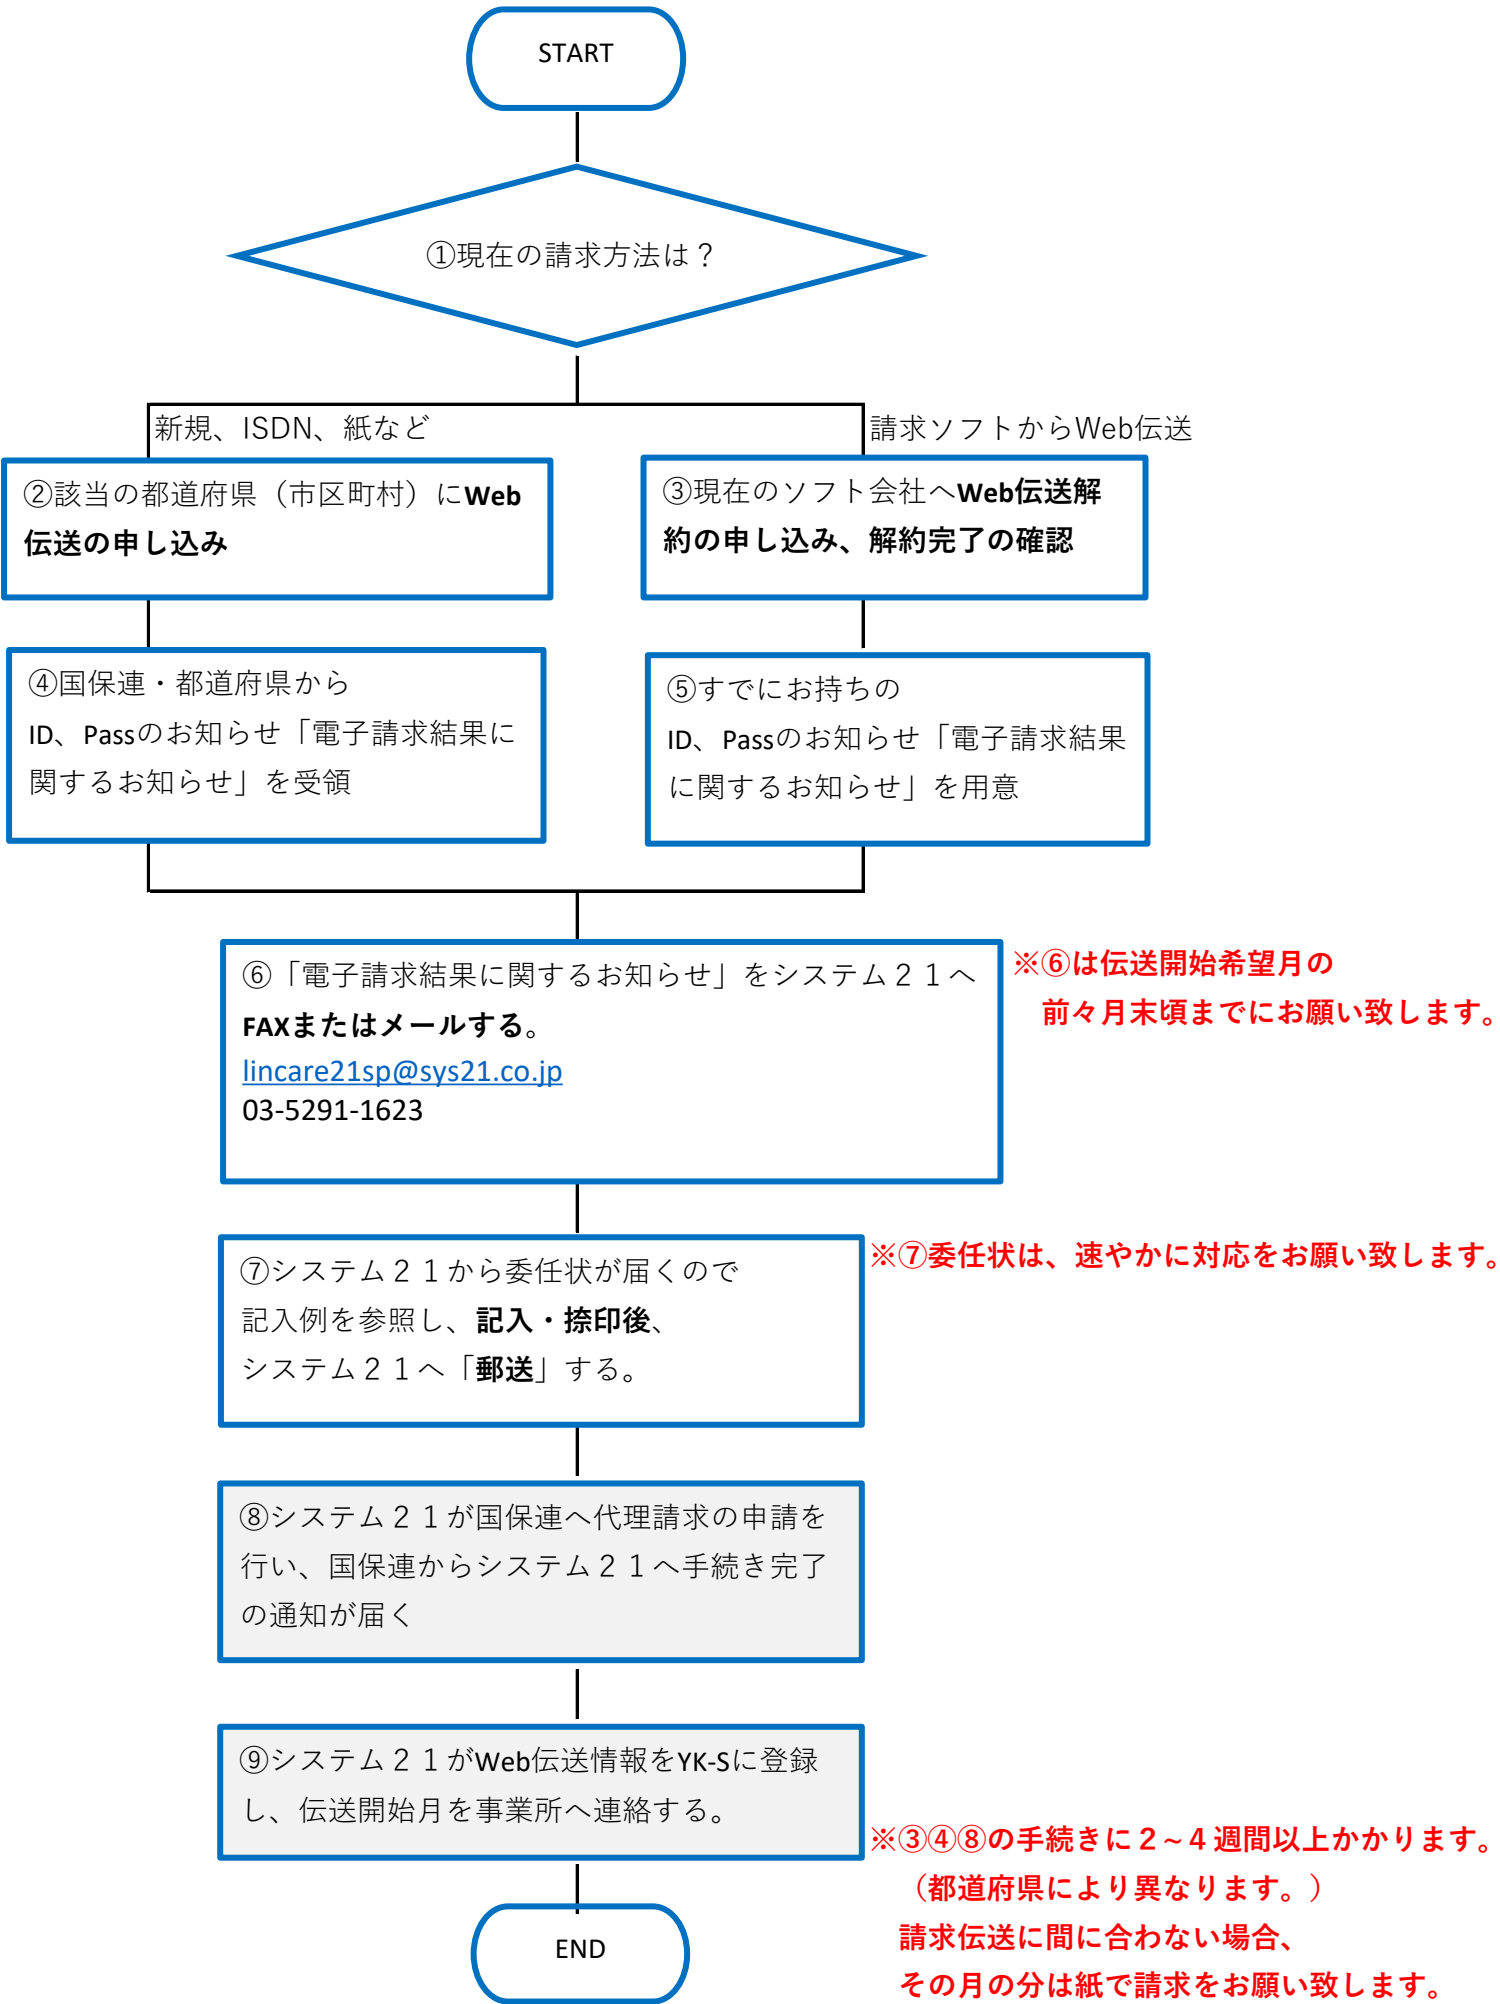 START
①現在の請求方法は？
新規、ISDN、紙など
請求ソフトからWeb伝送
②該当の都道府県（市区町村）にWeb
伝送の申し込み
③現在のソフト会社へWeb伝送解
約の申し込み、解約完了の確認
④国保連・都道府県から
ID、Passのお知らせ「電子請求結果に
関するお知らせ」を受領
⑤すでにお持ちの
ID、Passのお知らせ「電子請求結果
に関するお知らせ」を用意
⑥「電子請求結果に関するお知らせ」をシステム２１へ
FAXまたはメールする。
lincare21sp@sys21.co.jp
03-5291-1623
※⑥は伝送開始希望月の
前々月末頃までにお願い致します。
⑦システム２１から委任状が届くので
記入例を参照し、記入・捺印後、
システム２１へ「郵送」する。
※⑦委任状は、速やかに対応をお願い致します。
⑧システム２１が国保連へ代理請求の申請を
行い、国保連からシステム２１へ手続き完了
の通知が届く
⑨システム２１がWeb伝送情報をYK-Sに登録
し、伝送開始月を事業所へ連絡する。
※③④⑧の手続きに２~４週間以上かかります。
（都道府県により異なります。）
請求伝送に間に合わない場合、
その月の分は紙で請求をお願い致します。
END